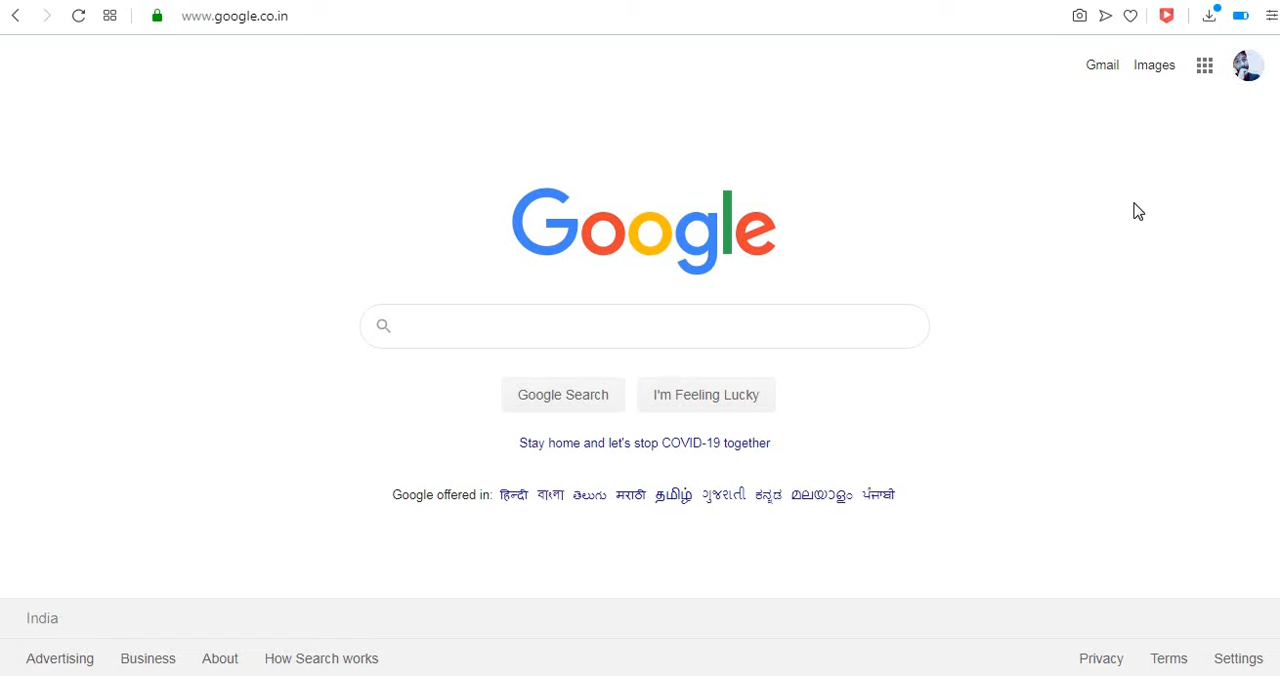 www.google.co.in
Gmail Images
Google
Google Search I'm Feeling Lucky
Stay home and let's stop COVID-19 together
Google offered in: हिन्दी বাংলা తెలుగు मराठी தமிழ் ગુજરાતી ಕನ್ನಡ മലയാളം ਪੰਜਾਬੀ
India
Advertising Business About How Search works Privacy Terms Settings